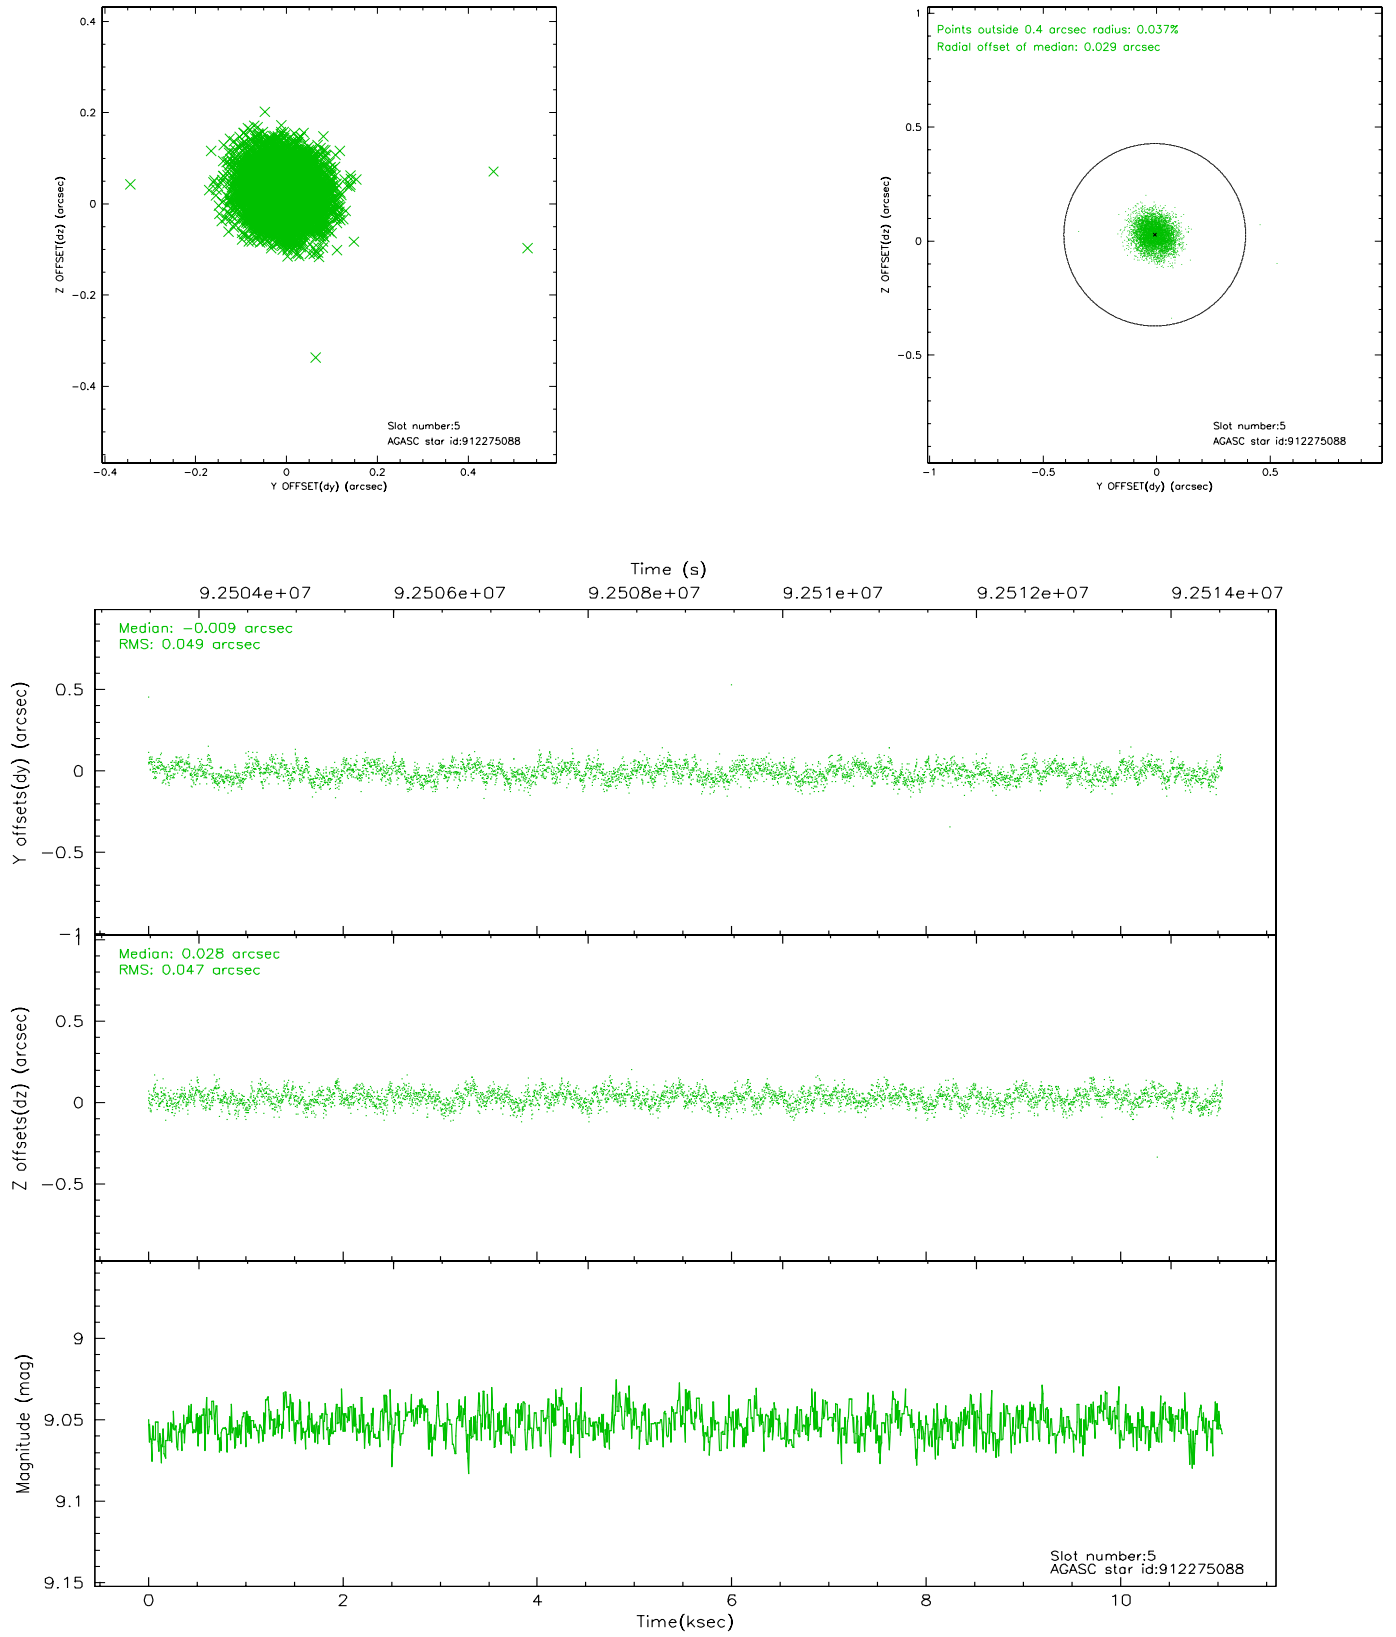 0.4
0.2
0
−0.2
−0.4
Z OFFSET(dz) (arcsec)
Slot number:5
AGASC star id:912275088
−0.4 −0.2 0 0.2 0.4
Y OFFSET(dy) (arcsec)
1
0.5
0
−0.5
Z OFFSET(dz) (arcsec)
Points outside 0.4 arcsec radius: 0.037%
Radial offset of median: 0.029 arcsec
Slot number:5
AGASC star id:912275088
−1 −0.5 0 0.5
Y OFFSET(dy) (arcsec)
Time (s)
9.2504e+07 9.2506e+07 9.2508e+07 9.251e+07 9.2512e+07 9.2514e+07
Median: −0.009 arcsec
RMS: 0.049 arcsec
0.5
0
−0.5
−1
Y offsets(dy) (arcsec)
Median: 0.028 arcsec
RMS: 0.047 arcsec
1
0.5
0
−0.5
Z offsets(dz) (arcsec)
9
9.05
9.1
9.15
Magnitude (mag)
Slot number:5
AGASC star id:912275088
0 2 4 6 8 10
Time(ksec)